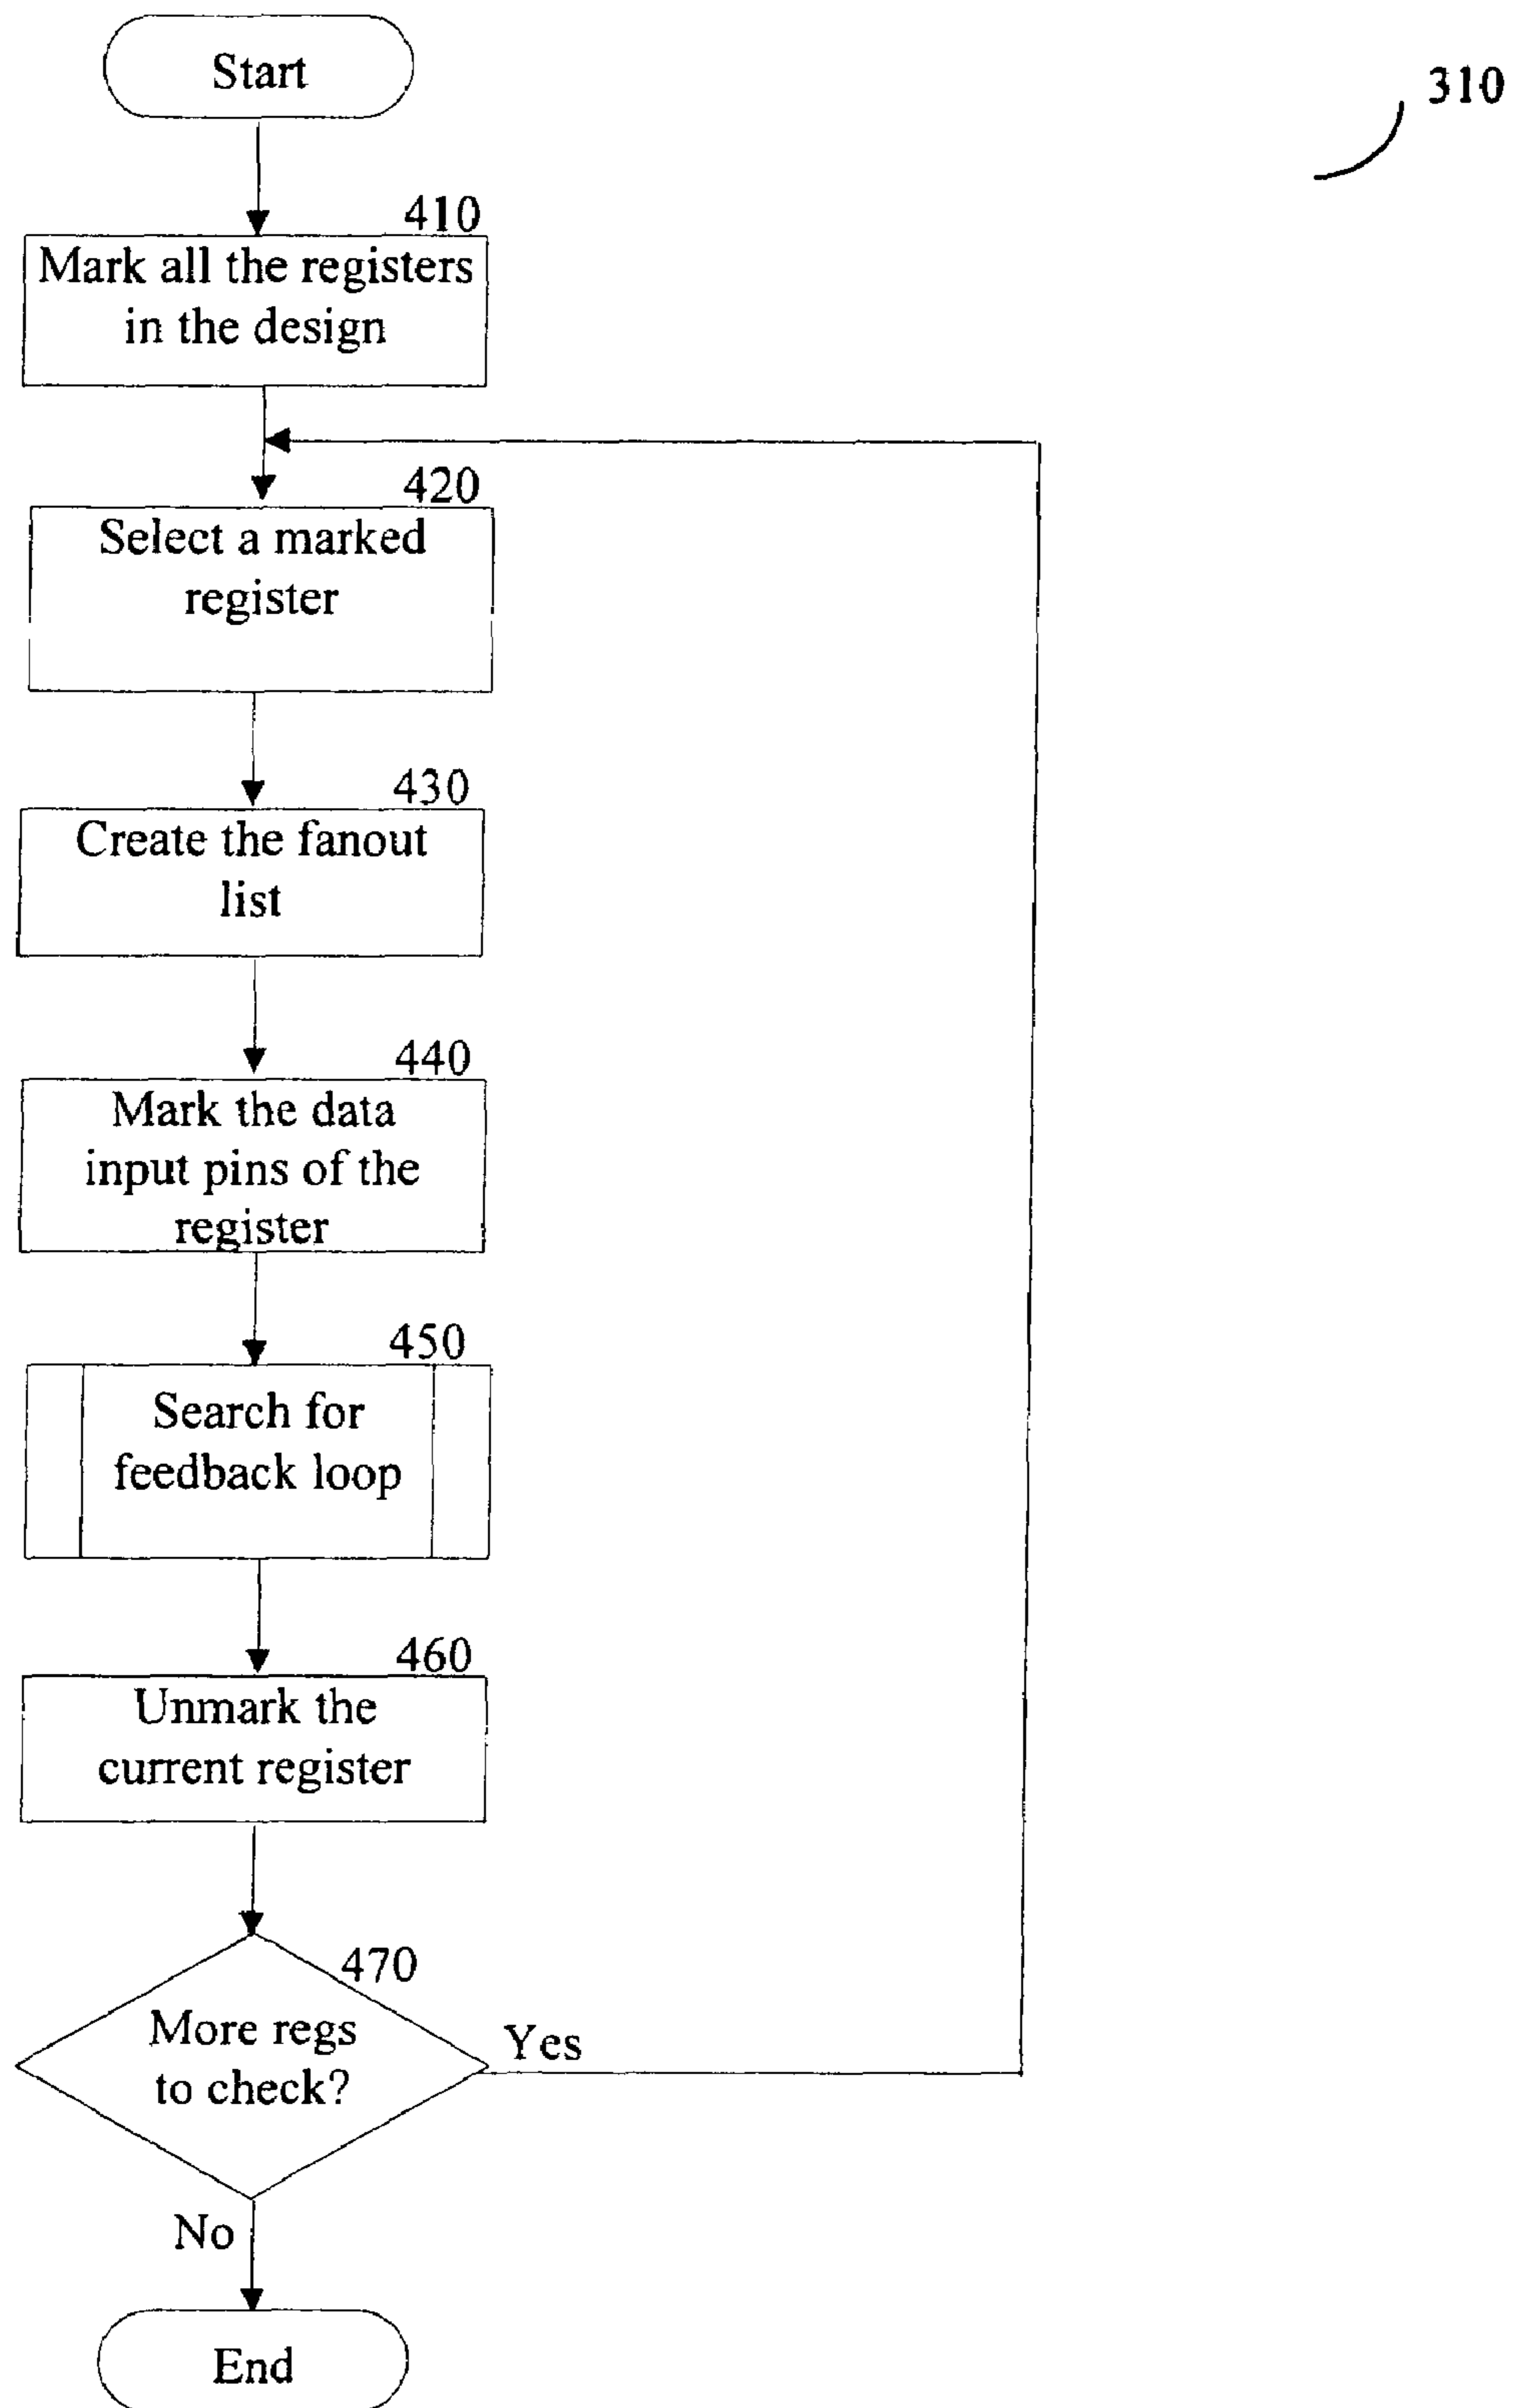 Start
310
410
Mark all the registers
in the design
420
Select a marked
register
430
Create the fanout
list
440
Mark the data
input pins of the
register
450
Search for
feedback loop
460
Unmark the
current register
470
More regs
to check?
Yes
No
End